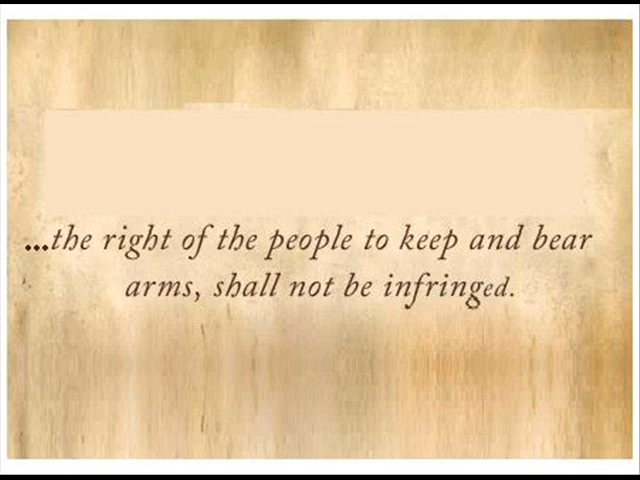 ...the right of the people to keep and bear
arms, shall not be infringed.